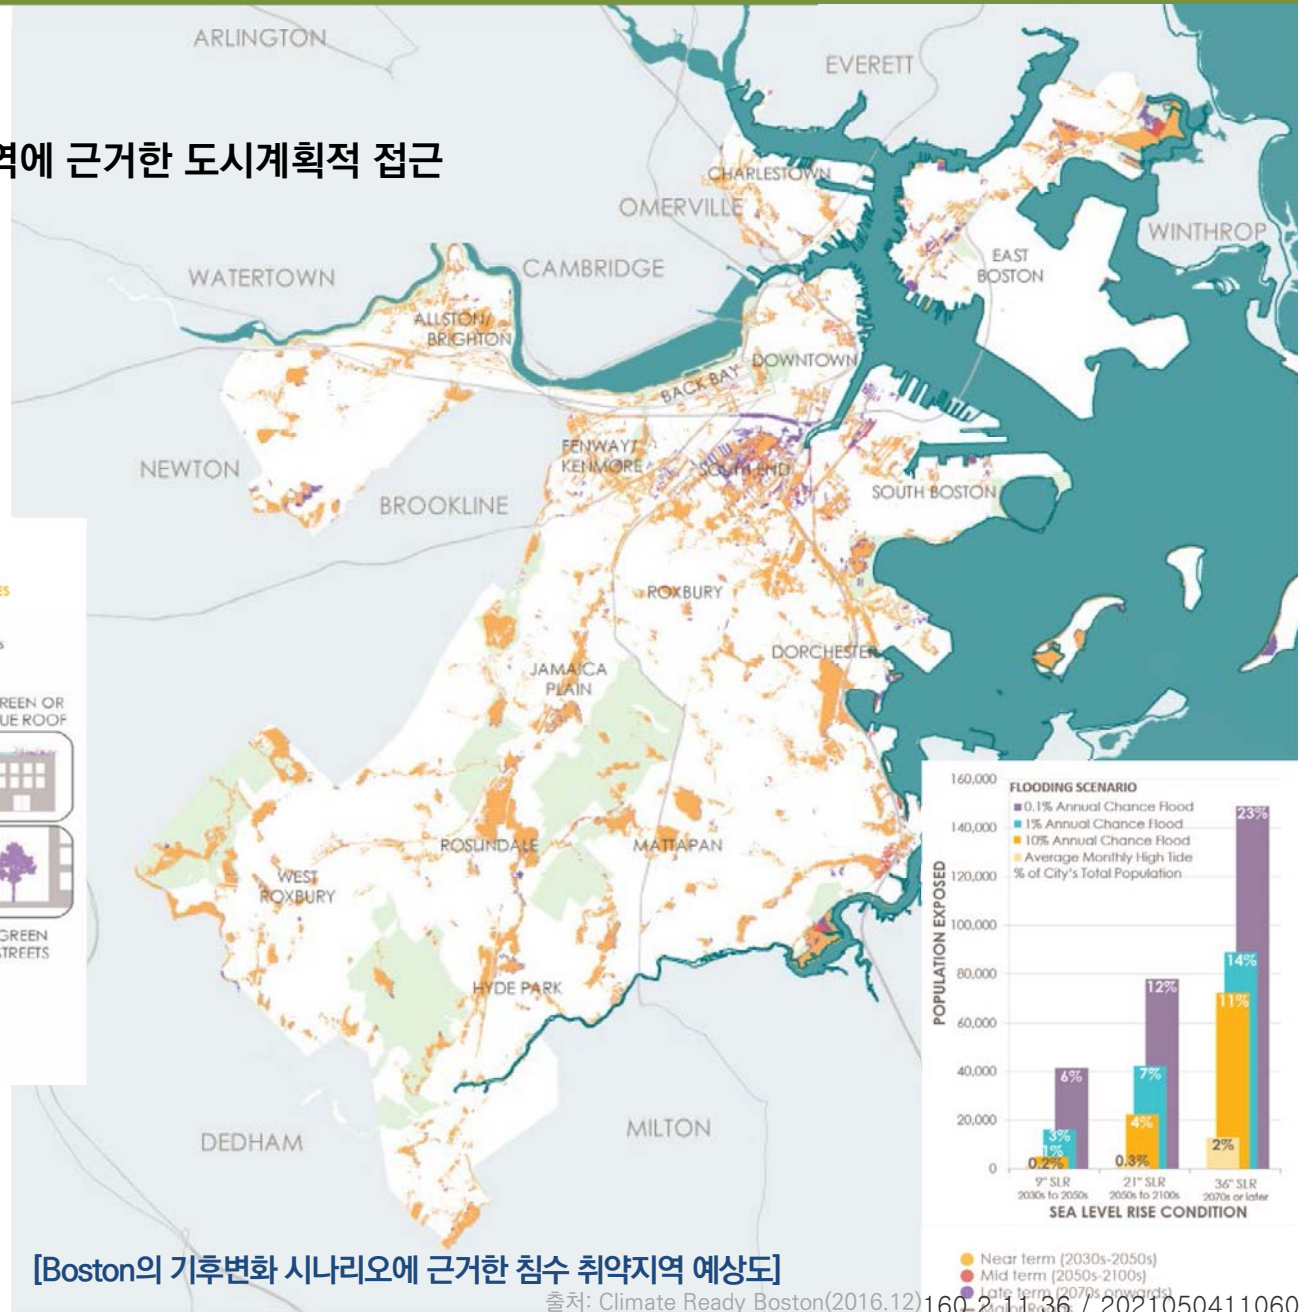 ARLINGTON
EVERETT
역에 근거한 도시계획적 접근
CHARLESTOWN
OMERVILLE
WINTHROP
EAST
BOSTON
WATERTOWN
CAMBRIDGE
ALLSTON/
BRIGHTON
DOWNTOWN
BACK BAY
FENWAY/
KENMORE
SOUTH END
NEWTON
SOUTH BOSTON
BROOKLINE
ES
s
ROXBURY
DORCHESTER
JAMAICA
PLAIN
REEN OR
UE ROOF
ROSLINDALE
MATTAPAN
WEST
ROXBURY
GREEN
TREETS
HYDE PARK
DEDHAM
MILTON
FLOODING SCENARIO
0.1% Annual Chance Flood
1% Annual Chance Flood
10% Annual Chance Flood
Average Monthly High Tide
% of City's Total Population
POPULATION EXPOSED
160,000
140,000
120,000
100,000
80,000
60,000
40,000
20,000
0
0.2%
1%
3%
6%
0.3%
4%
7%
12%
2%
11%
14%
23%
9" SLR
2030s to 2050s
21" SLR
2050s to 2100s
36" SLR
2070s or later
SEA LEVEL RISE CONDITION
Near term (2030s-2050s)
Mid term (2050s-2100s)
Late term (2070s onwards)
[Boston의 기후변화 시나리오에 근거한 침수 취약지역 예상도]
출처: Climate Ready Boston(2016.12)